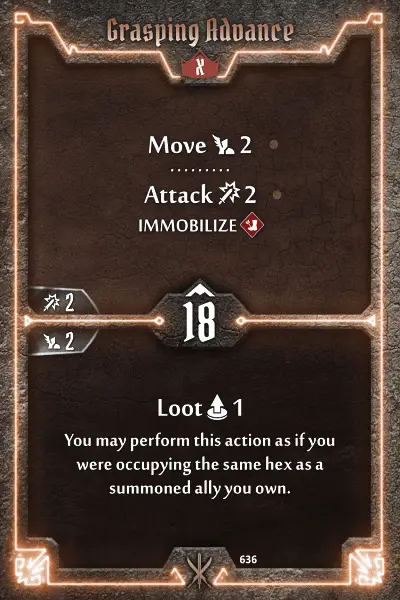 Grasping Advance
X
Move 2
Attack 2
IMMOBILIZE
2
18
2
Loot 1
You may perform this action as if you
were occupying the same hex as a
summoned ally you own.
636